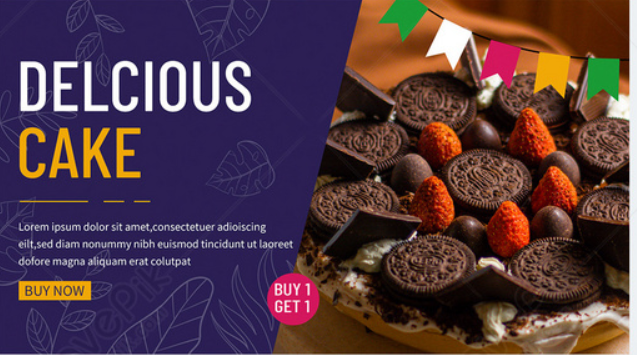 DELCIOUS
CAKE
Lorem ipsum dolor sit amet,consectetuer adioiscing
eilt,sed diam nonummy nibh euismod tincidunt ut laoreet
dofore magna aliquam erat colutpat
BUY NOW
BUY 1
GET 1